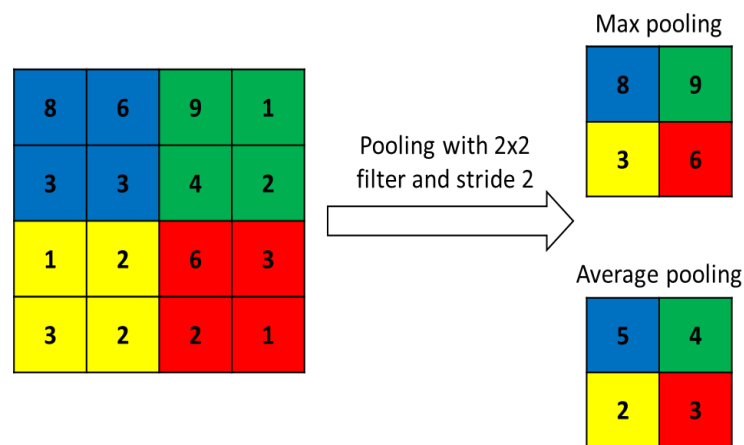 Max pooling
8 9
3 6
8 6 9 1
3 3 4 2
1 2 6 3
3 2 2 1
Pooling with 2x2
filter and stride 2
Average pooling
5 4
2 3